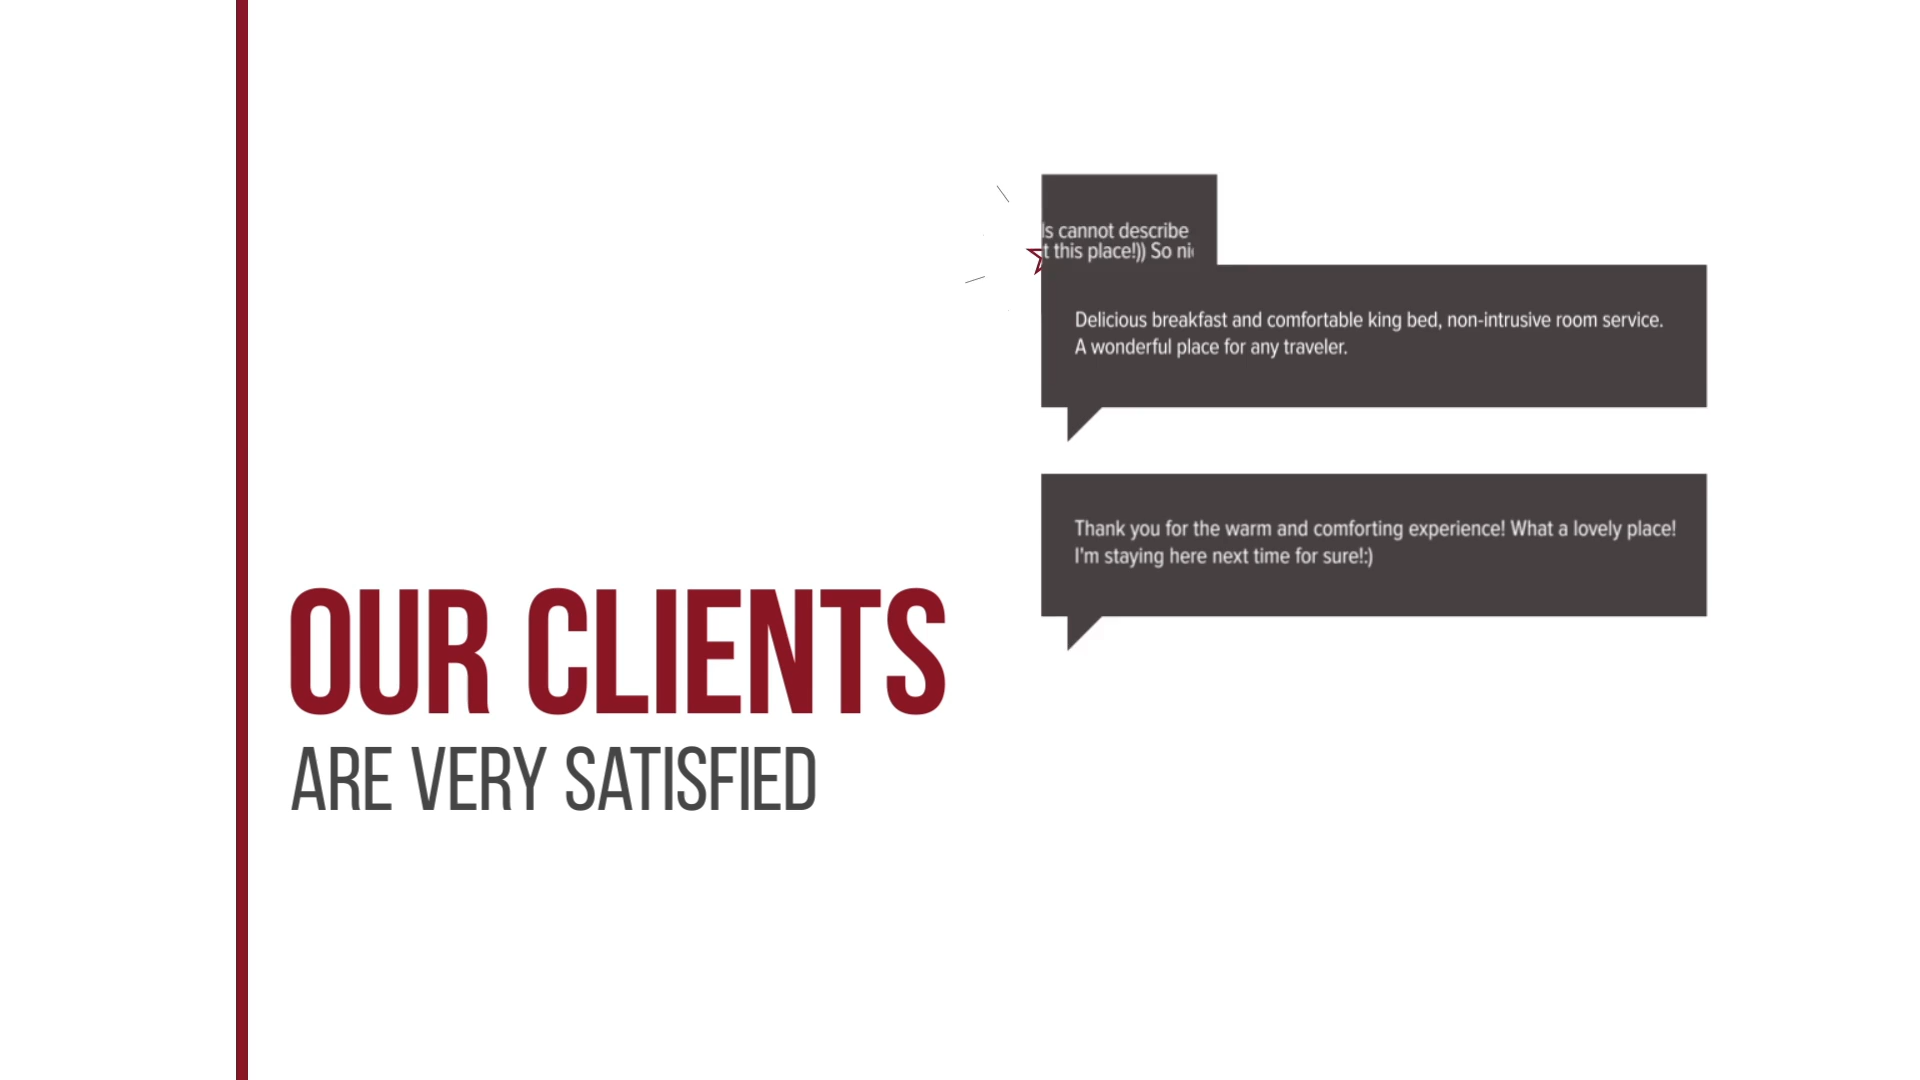 OUR CLIENTS
ARE VERY SATISFIED
cannot describe
this place!)) So
Delicious breakfast and comfortable king bed, non-intrusive room service.
A wonderful place for any traveler.
Thank you for the warm and comforting experience! What a lovely place!
I'm staying here next time for sure!:)